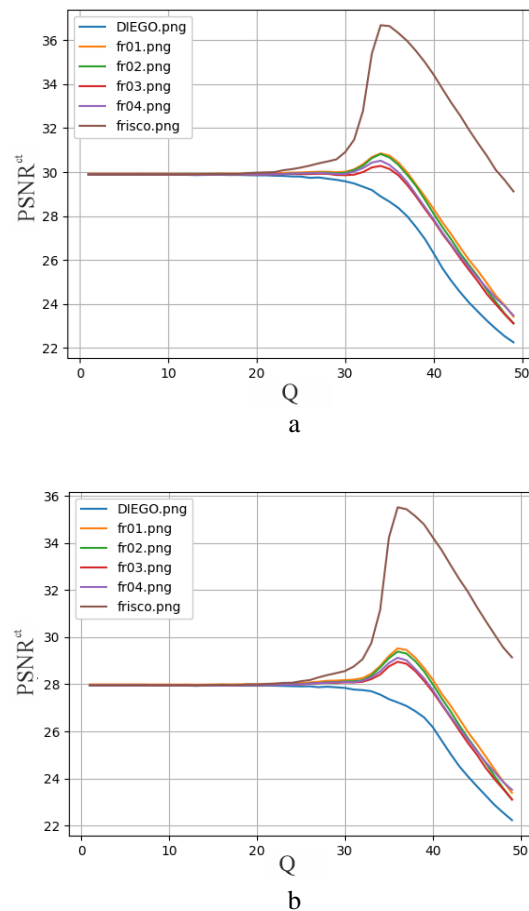 36
34
32
30
28
26
24
22
PSNR^ct
DIEGO.png
fr01.png
fr02.png
fr03.png
fr04.png
frisco.png
0 10 20 30 40 50
Q
a
36
34
32
30
28
26
24
22
PSNR^ct
DIEGO.png
fr01.png
fr02.png
fr03.png
fr04.png
frisco.png
0 10 20 30 40 50
Q
b